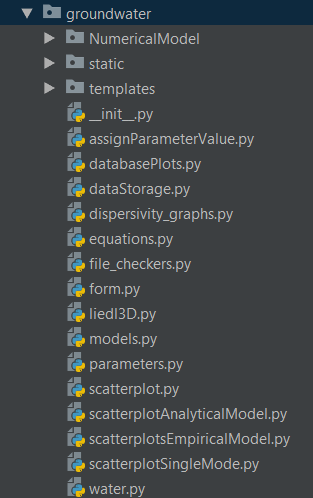 groundwater
NumericalModel
static
templates
__init__.py
assignParameterValue.py
databasePlots.py
dataStorage.py
dispersivity_graphs.py
equations.py
file_checkers.py
form.py
liedl3D.py
models.py
parameters.py
scatterplot.py
scatterplotAnalyticalModel.py
scatterplotsEmpiricalModel.py
scatterplotSingleMode.py
water.py